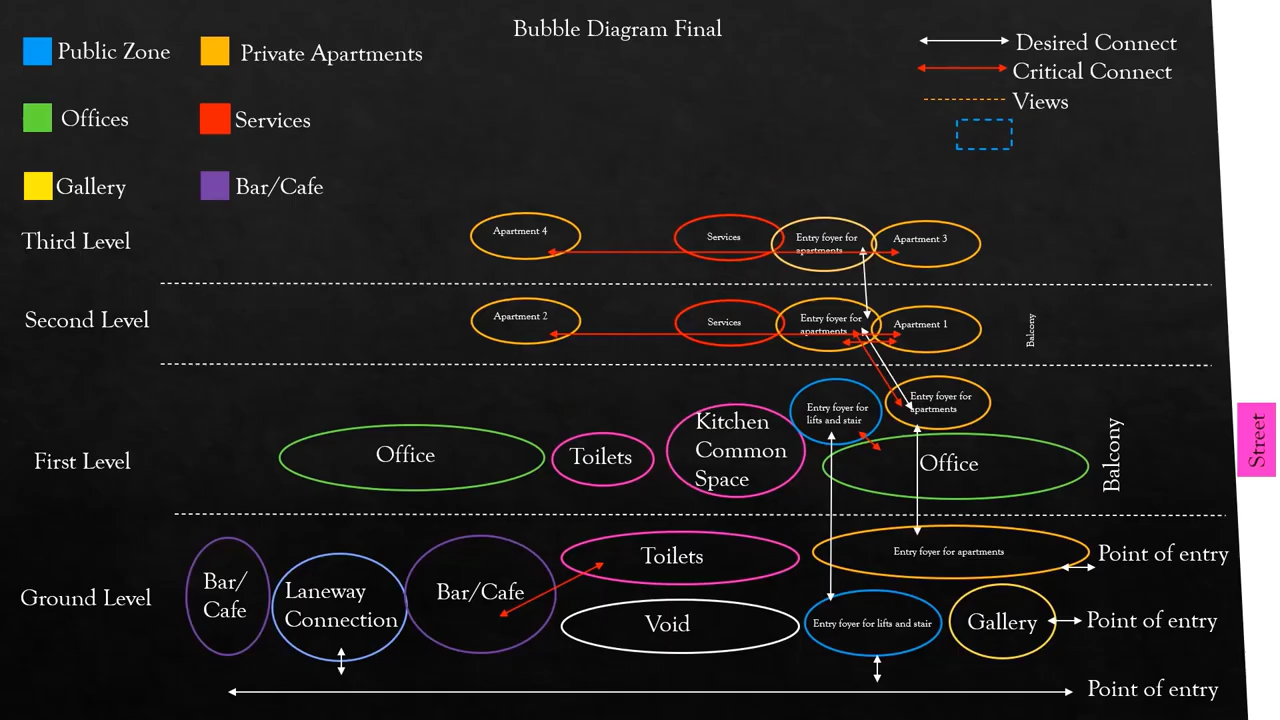 Bubble Diagram Final
Public Zone
Private Apartments
Offices
Services
Gallery
Bar/Cafe
Desired Connect
Critical Connect
Views
Third Level
Apartment 4
Services
Entry foyer for
apartments
Apartment 3
Second Level
Apartment 2
Services
Entry foyer for
apartments
Apartment 1
Balcony
First Level
Office
Toilets
Kitchen
Common
Space
Entry foyer for
lifts and stair
Entry foyer for
apartments
Office
Balcony
Street
Ground Level
Bar/
Cafe
Laneway
Connection
Bar/Cafe
Toilets
Void
Entry foyer for apartments
Point of entry
Entry foyer for lifts and stair
Gallery
Point of entry
Point of entry